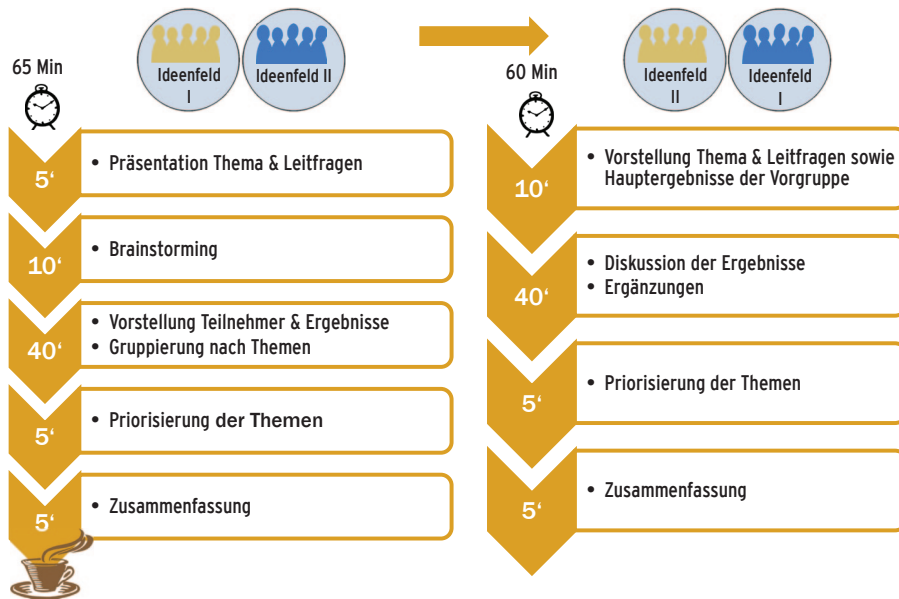 65 Min
Ideenfeld
I
Ideenfeld II
5‘
• Präsentation Thema & Leitfragen
10‘
• Brainstorming
40‘
• Vorstellung Teilnehmer & Ergebnisse
• Gruppierung nach Themen
5‘
• Priorisierung der Themen
5‘
• Zusammenfassung
60 Min
Ideenfeld
II
Ideenfeld
I
10‘
• Vorstellung Thema & Leitfragen sowie
Hauptergebnisse der Vorgruppe
40‘
• Diskussion der Ergebnisse
• Ergänzungen
5‘
• Priorisierung der Themen
5‘
• Zusammenfassung